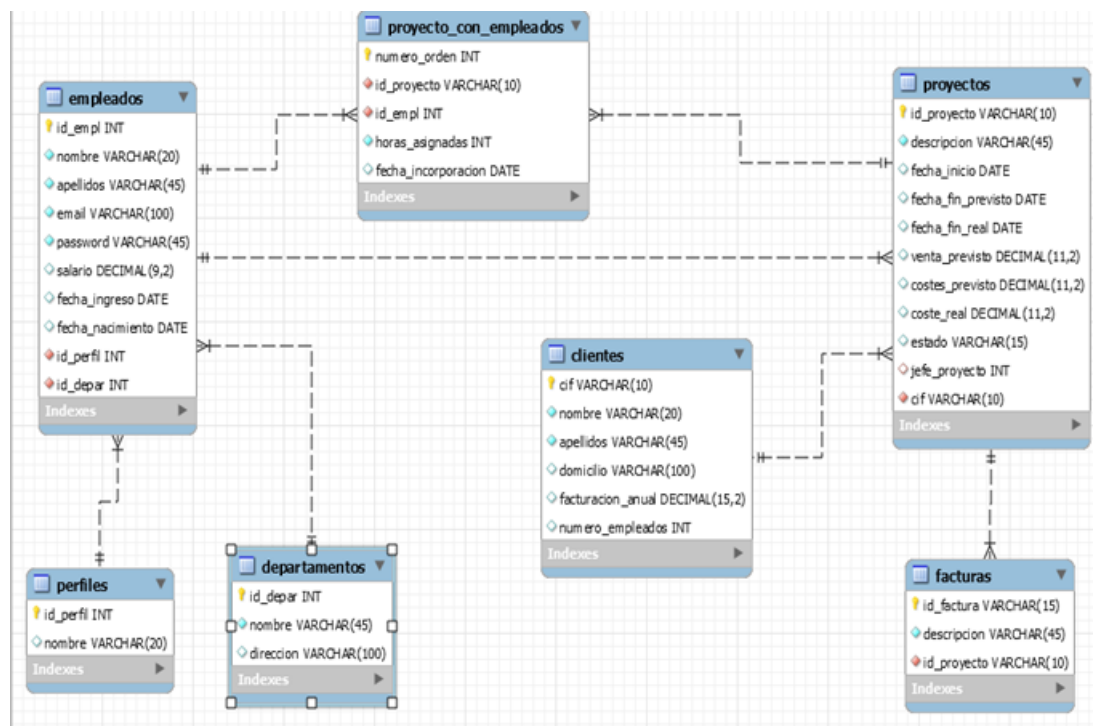 proyecto_con_empleados
numero_orden INT
id_proyecto VARCHAR(10)
id_empl INT
horas_asignadas INT
fecha_incorporacion DATE
Indexes
empleados
id_empl INT
nombre VARCHAR(20)
apellidos VARCHAR(45)
email VARCHAR(100)
password VARCHAR(45)
salario DECIMAL(9,2)
fecha_ingreso DATE
fecha_nacimiento DATE
id_perfil INT
id_depar INT
Indexes
proyectos
id_proyecto VARCHAR(10)
descripcion VARCHAR(45)
fecha_inicio DATE
fecha_fin_previsto DATE
fecha_fin_real DATE
venta_previsto DECIMAL(11,2)
costes_previsto DECIMAL(11,2)
coste_real DECIMAL(11,2)
estado VARCHAR(15)
jefe_proyecto INT
cif VARCHAR(10)
Indexes
clientes
cif VARCHAR(10)
nombre VARCHAR(20)
apellidos VARCHAR(45)
domicilio VARCHAR(100)
facturacion_anual DECIMAL(15,2)
numero_empleados INT
Indexes
perfiles
id_perfil INT
nombre VARCHAR(20)
Indexes
departamentos
id_depar INT
nombre VARCHAR(45)
direccion VARCHAR(100)
Indexes
facturas
id_factura VARCHAR(15)
descripcion VARCHAR(45)
id_proyecto VARCHAR(10)
Indexes